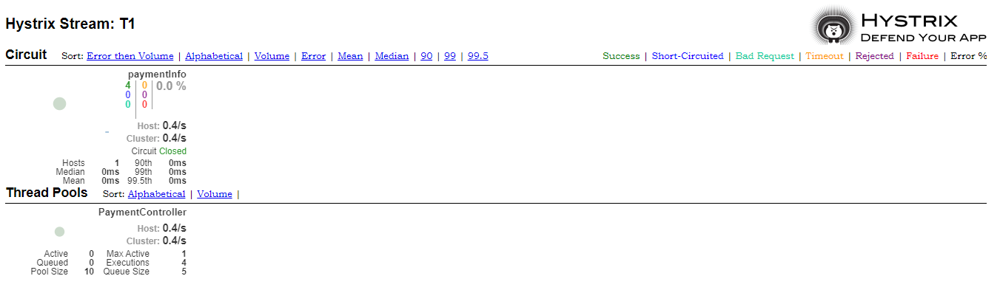 Hystrix Stream: T1
HYSTRIX
DEFEND YOUR APP
Circuit Sort: Error then Volume | Alphabetical | Volume | Error | Mean | Median | 90 | 99 | 99.5 Success | Short-Circuited | Bad Request | Timeout | Rejected | Failure | Error %
paymentInfo
4 0 0.0 %
0 0
0 0
Host: 0.4/s
Cluster: 0.4/s
Circuit Closed
Hosts 1 90th 0ms
Median 0ms 99th 0ms
Mean 0ms 99.5th 0ms
Thread Pools Sort: Alphabetical | Volume |
PaymentController
Host: 0.4/s
Cluster: 0.4/s
Active 0 Max Active 1
Queued 0 Executions 4
Pool Size 10 Queue Size 5